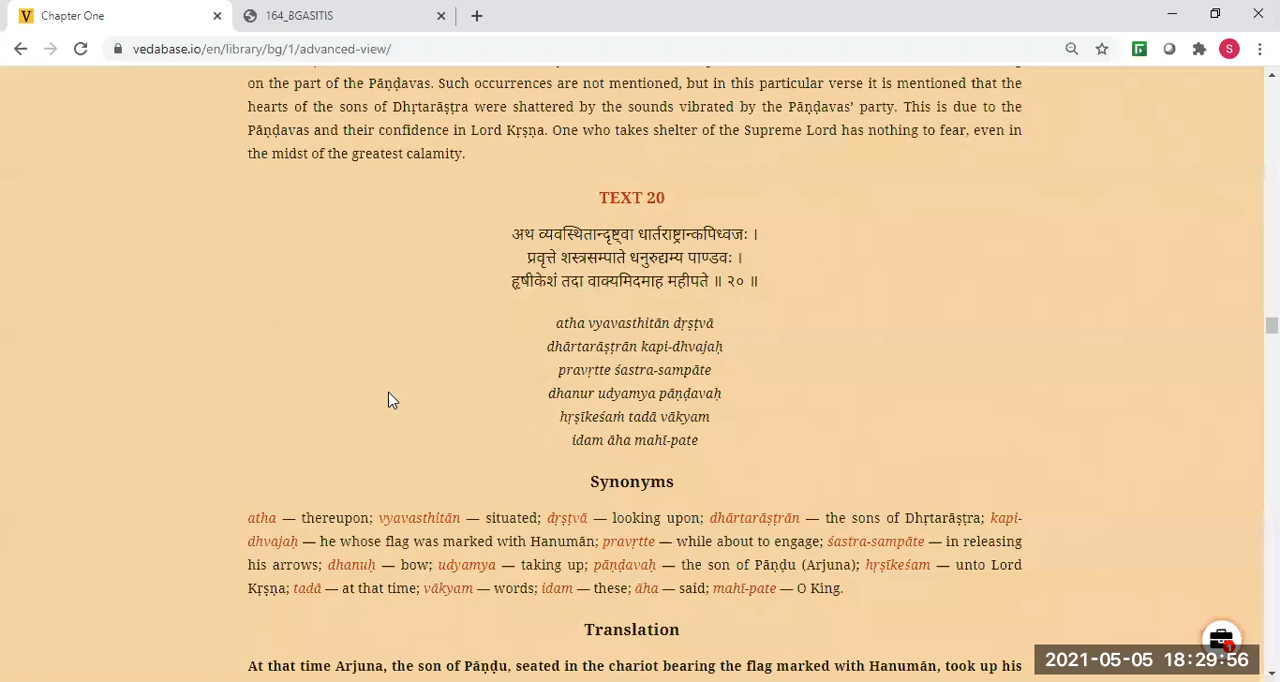 Chapter One
164_BGASITIS
vedabase.io/en/library/bg/1/advanced-view/
S
on the part of the Pāṇḍavas. Such occurrences are not mentioned, but in this particular verse it is mentioned that the
hearts of the sons of Dhṛtarāṣṭra were shattered by the sounds vibrated by the Pāṇḍavas’ party. This is due to the
Pāṇḍavas and their confidence in Lord Kṛṣṇa. One who takes shelter of the Supreme Lord has nothing to fear, even in
the midst of the greatest calamity.
TEXT 20
अथ व्यवस्थितान्दृष्ट्वा धार्तराष्ट्रान्कपिध्वजः ।
प्रवृत्ते शस्त्रसम्पाते धनुरुद्यम्य पाण्डवः ।
हृषीकेशं तदा वाक्यमिदमाह महीपते ॥ २० ॥
atha vyavasthitān dṛṣṭvā
dhārtarāṣṭrān kapi-dhvajaḥ
pravṛtte śastra-sampāte
dhanur udyamya pāṇḍavaḥ
hṛṣīkeśaṁ tadā vākyam
idam āha mahī-pate
Synonyms
atha — thereupon; vyavasthitān — situated; dṛṣṭvā — looking upon; dhārtarāṣṭrān — the sons of Dhṛtarāṣṭra; kapi-
dhvajaḥ — he whose flag was marked with Hanumān; pravṛtte — while about to engage; śastra-sampāte — in releasing
his arrows; dhanuḥ — bow; udyamya — taking up; pāṇḍavaḥ — the son of Pāṇḍu (Arjuna); hṛṣīkeśam — unto Lord
Kṛṣṇa; tadā — at that time; vākyam — words; idam — these; āha — said; mahī-pate — O King.
Translation
At that time Arjuna, the son of Pāṇḍu, seated in the chariot bearing the flag marked with Hanumān, took up his
2021-05-05 18:29:56